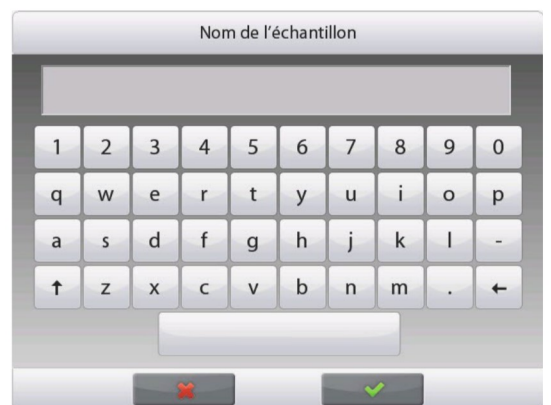 Nom de l'échantillon
1 2 3 4 5 6 7 8 9 0
q w e r t y u i o p
a s d f g h j k l -
↑ z x c v b n m . ←